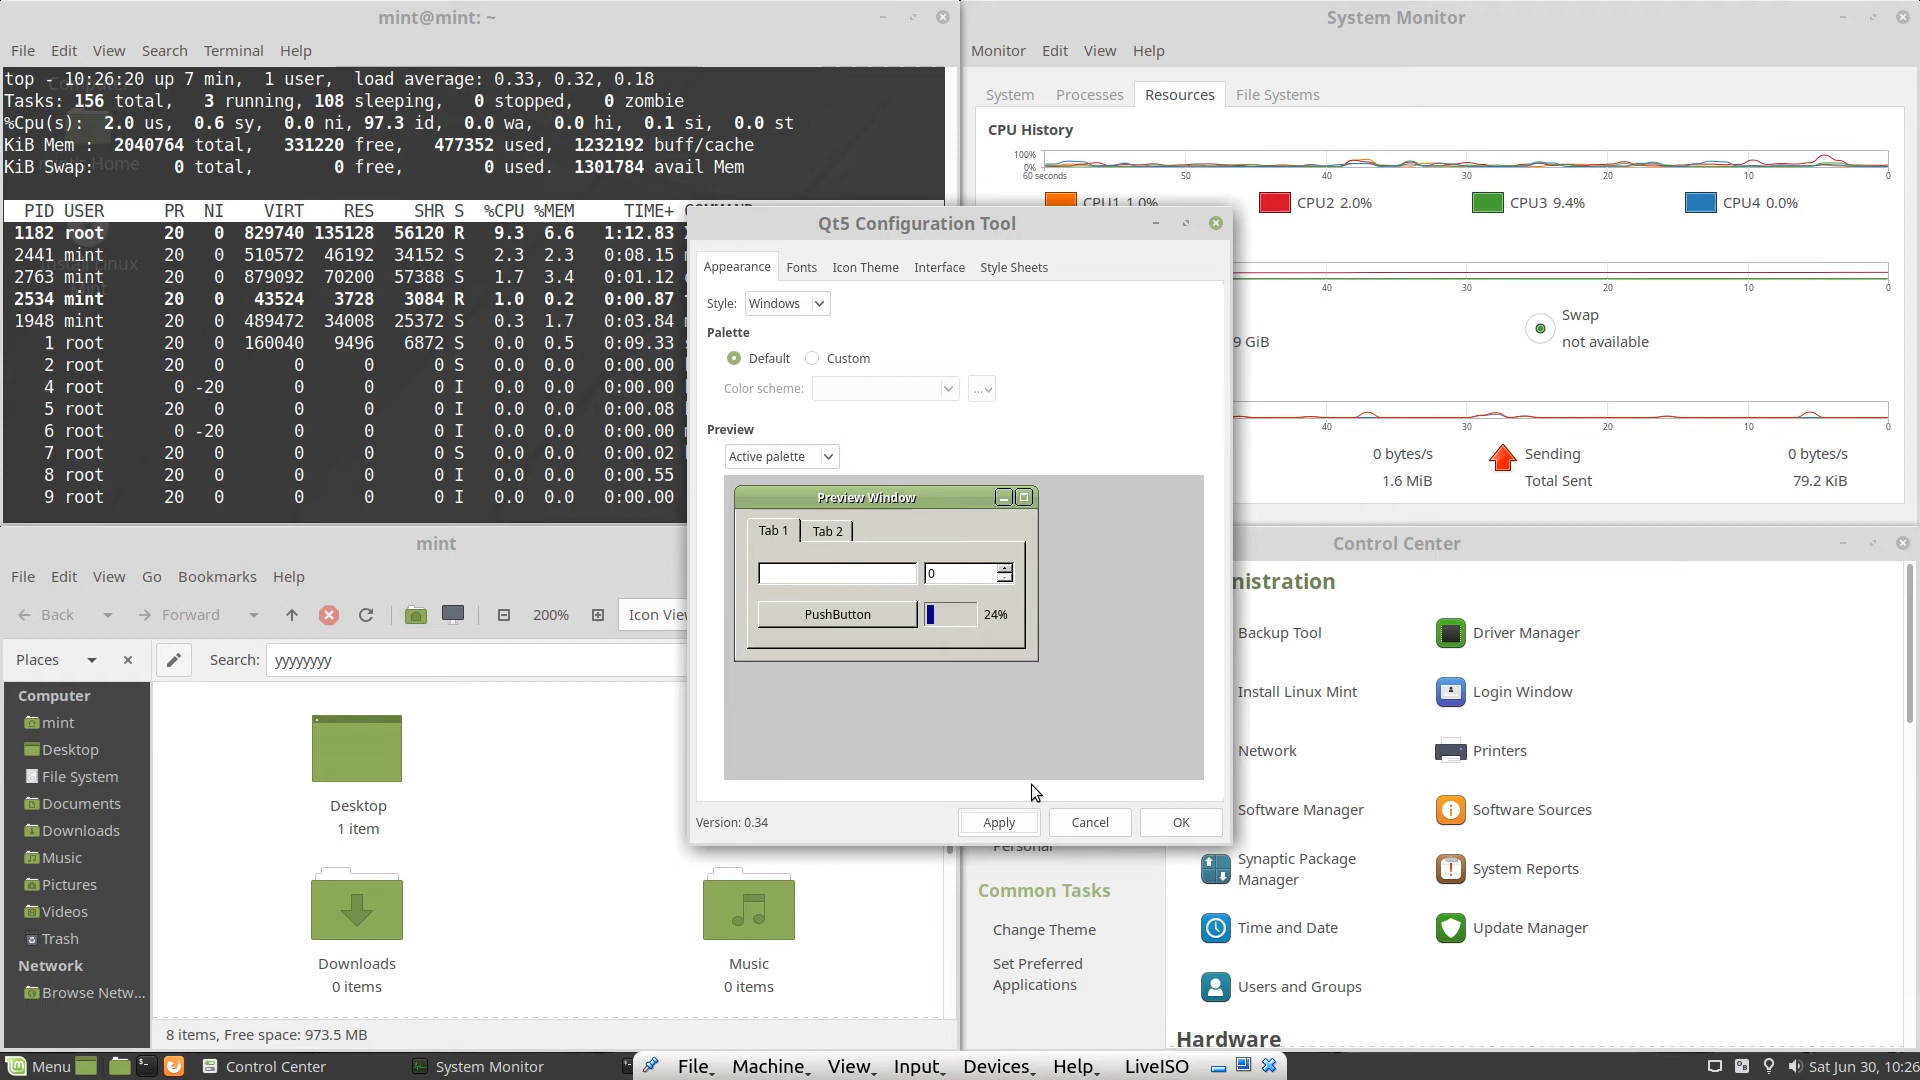 mint@mint: ~
File Edit View Search Terminal Help
top - 10:26:20 up 7 min, 1 user, load average: 0.33, 0.32, 0.18
Tasks: 156 total, 3 running, 108 sleeping, 0 stopped, 0 zombie
%Cpu(s): 2.0 us, 0.6 sy, 0.0 ni, 97.3 id, 0.0 wa, 0.0 hi, 0.1 si, 0.0 st
KiB Mem : 2040764 total, 331220 free, 477352 used, 1232192 buff/cache
KiB Swap: 0 total, 0 free, 0 used. 1301784 avail Mem
PID USER PR NI VIRT RES SHR S %CPU %MEM TIME+
1182 root 20 0 829740 135128 56120 R 9.3 6.6 1:12.83
2441 mint 20 0 510572 46192 34152 S 2.3 2.3 0:08.15
2763 mint 20 0 879092 70200 57388 S 1.7 3.4 0:01.12
2534 mint 20 0 43524 3728 3084 R 1.0 0.2 0:00.87
1948 mint 20 0 489472 34008 25372 S 0.3 1.7 0:03.84
1 root 20 0 160040 9496 6872 S 0.0 0.5 0:09.33
2 root 20 0 0 0 0 S 0.0 0.0 0:00.00
4 root 0 -20 0 0 0 I 0.0 0.0 0:00.00
5 root 20 0 0 0 0 I 0.0 0.0 0:00.08
6 root 0 -20 0 0 0 I 0.0 0.0 0:00.00
7 root 20 0 0 0 0 S 0.0 0.0 0:00.02
8 root 20 0 0 0 0 I 0.0 0.0 0:00.55
9 root 20 0 0 0 0 I 0.0 0.0 0:00.00
System Monitor
Monitor Edit View Help
System Processes Resources File Systems
CPU History
100%
0%
60 seconds 50 40 30 20 10 0
CPU1 1.0% CPU2 2.0% CPU3 9.4% CPU4 0.0%
40 30 20 10 0
Swap
9 GiB not available
40 30 20 10 0
0 bytes/s Sending 0 bytes/s
1.6 MiB Total Sent 79.2 KiB
Qt5 Configuration Tool
Appearance Fonts Icon Theme Interface Style Sheets
Style: Windows
Palette
Default Custom
Color scheme: ...
Preview
Active palette
Preview Window
Tab 1 Tab 2
0
PushButton 24%
Version: 0.34 Apply Cancel OK
mint
File Edit View Go Bookmarks Help
Back Forward 200% Icon View
Places Search: yyyyyyyy
Computer
mint
Desktop
File System
Documents
Downloads
Music
Pictures
Videos
Trash
Network
Browse Netw...
Desktop
1 item
Downloads
0 items
Music
0 items
8 items, Free space: 973.5 MB
Control Center
nistration
Backup Tool Driver Manager
Install Linux Mint Login Window
Network Printers
Software Manager Software Sources
Synaptic Package Manager System Reports
Time and Date Update Manager
Users and Groups
Hardware
Personal
Common Tasks
Change Theme
Set Preferred
Applications
Menu Control Center System Monitor
File Machine View Input Devices Help LiveISO
Sat Jun 30, 10:26